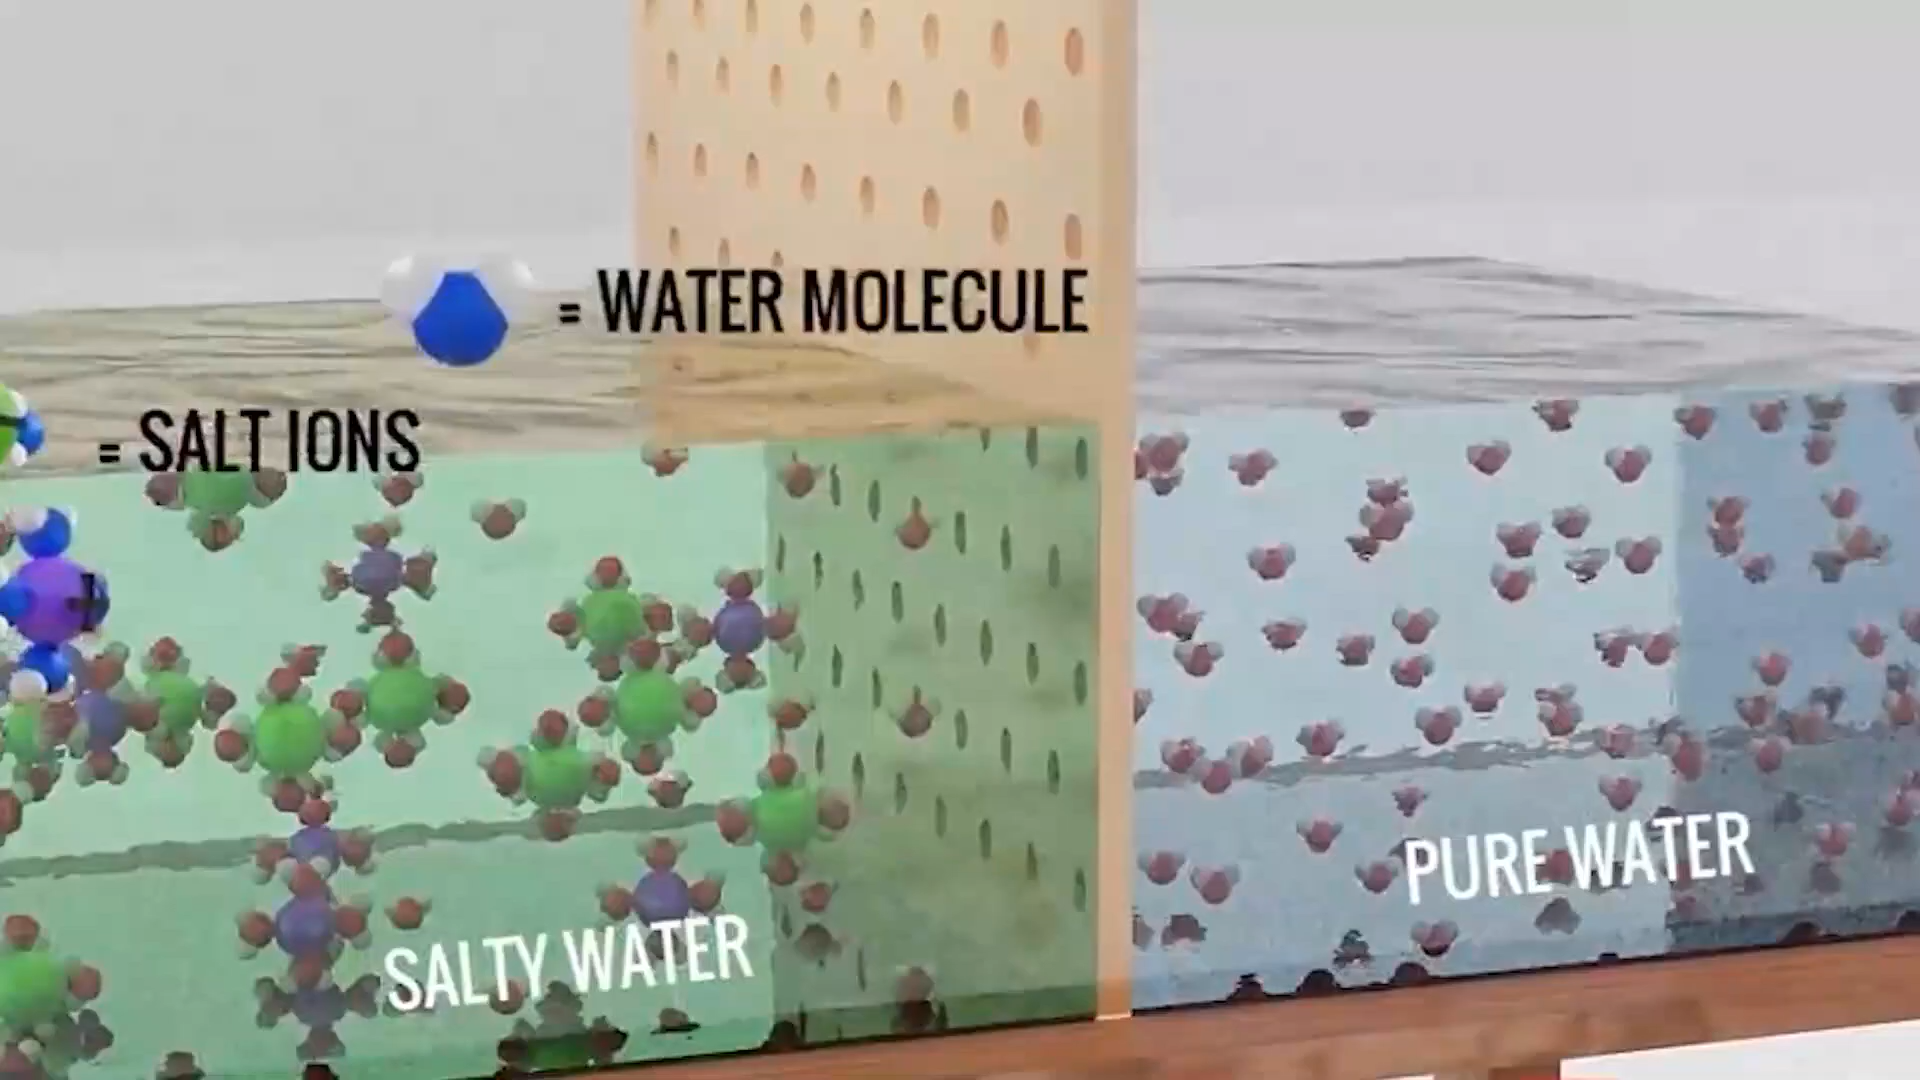 = WATER MOLECULE
= SALT IONS
PURE WATER
SALTY WATER